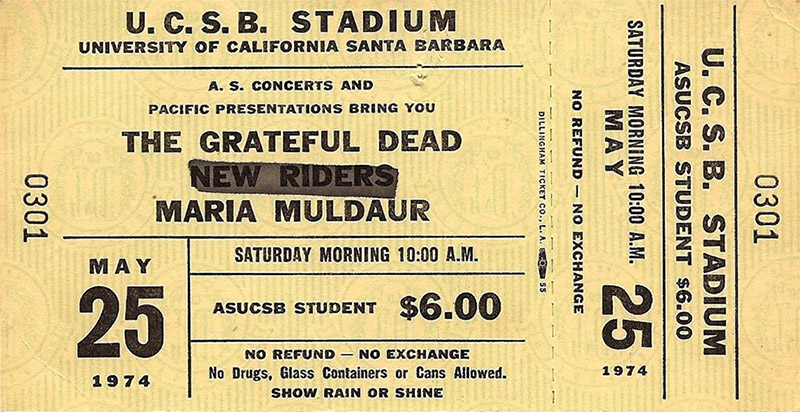 U. C. S. B. STADIUM
UNIVERSITY OF CALIFORNIA SANTA BARBARA
A. S. CONCERTS AND
PACIFIC PRESENTATIONS BRING YOU
THE GRATEFUL DEAD
NEW RIDERS
MARIA MULDAUR
0301
MAY
25
1974
SATURDAY MORNING 10:00 A.M.
ASUCSB STUDENT $6.00
NO REFUND — NO EXCHANGE
No Drugs, Glass Containers or Cans Allowed.
SHOW RAIN OR SHINE
DILLINGHAM TICKET CO., L. A. 55
U. C. S. B. STADIUM
ASUCSB STUDENT $6.00
SATURDAY MORNING 10:00 A.M.
MAY
25
1974
NO REFUND — NO EXCHANGE
0301